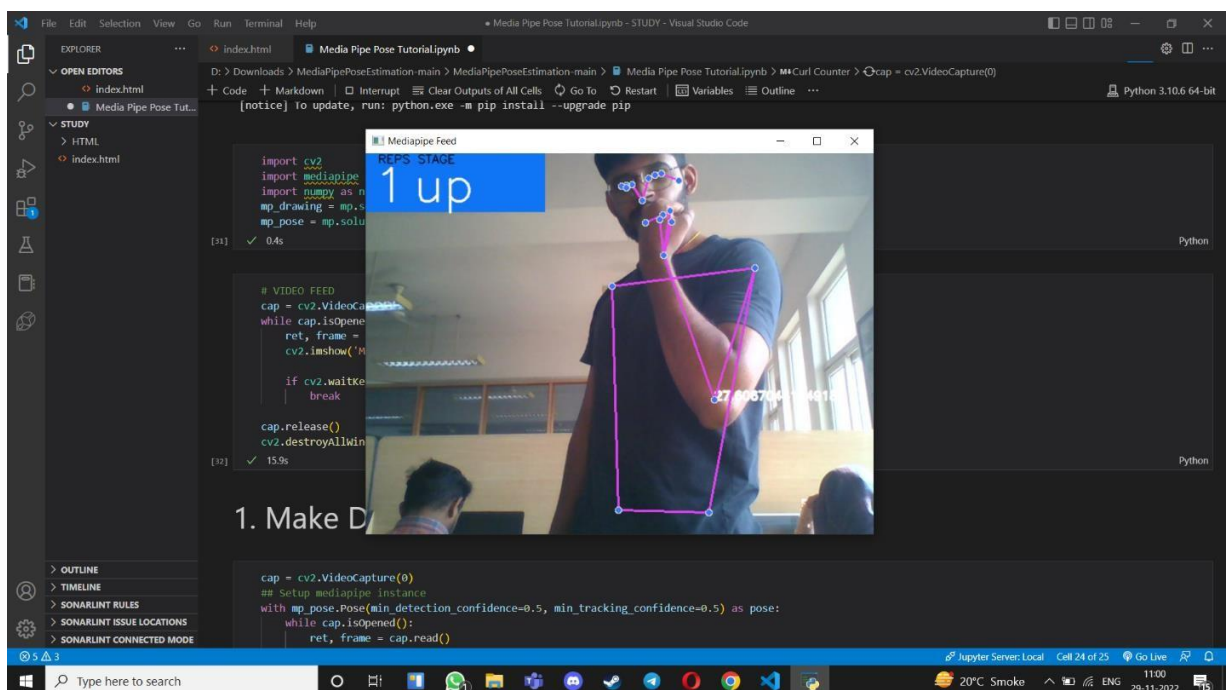 File Edit Selection View Go Run Terminal Help
● Media Pipe Pose Tutorial.ipynb - STUDY - Visual Studio Code
EXPLORER
index.html
Media Pipe Pose Tutorial.ipynb ●
OPEN EDITORS
index.html
● Media Pipe Pose Tut...
STUDY
> HTML
index.html
D: > Downloads > MediaPipePoseEstimation-main > MediaPipePoseEstimation-main > Media Pipe Pose Tutorial.ipynb > M↓Curl Counter > cap = cv2.VideoCapture(0)
+ Code + Markdown Interrupt Clear Outputs of All Cells Go To Restart Variables Outline ...
Python 3.10.6 64-bit
[notice] To update, run: python.exe -m pip install --upgrade pip
import cv2
import mediapipe
import numpy as n
mp_drawing = mp.s
mp_pose = mp.solu
[31] ✓ 0.4s
Python
Mediapipe Feed
REPS STAGE
1 up
# VIDEO FEED
cap = cv2.VideoCa
while cap.isOpene
ret, frame =
cv2.imshow('M
if cv2.waitKe
break
cap.release()
cv2.destroyAllWin
[32] ✓ 15.9s
Python
1. Make D
cap = cv2.VideoCapture(0)
## Setup mediapipe instance
with mp_pose.Pose(min_detection_confidence=0.5, min_tracking_confidence=0.5) as pose:
while cap.isOpened():
ret, frame = cap.read()
> OUTLINE
> TIMELINE
> SONARLINT RULES
> SONARLINT ISSUE LOCATIONS
> SONARLINT CONNECTED MODE
5 3
Jupyter Server: Local Cell 24 of 25 Go Live
Type here to search
20°C Smoke
ENG
11:00
29-11-2022
15